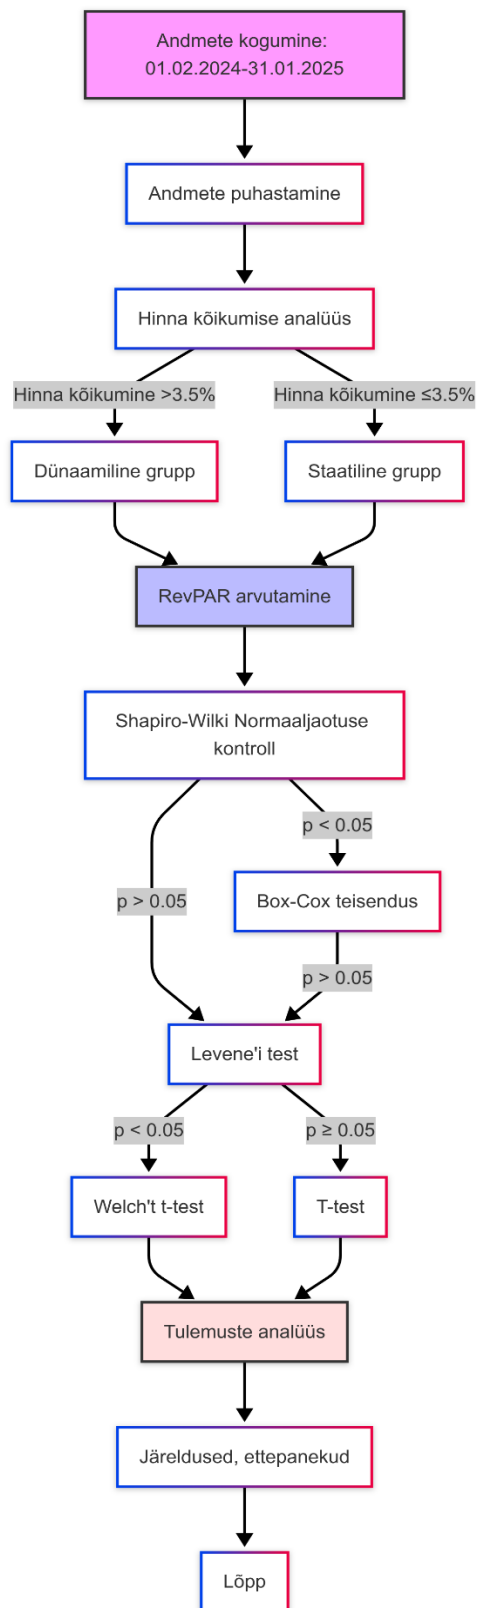 Andmete kogumine:
01.02.2024-31.01.2025
Andmete puhastamine
Hinna kõikumise analüüs
Hinna kõikumine >3.5%
Hinna kõikumine ≤3.5%
Dünaamiline grupp
Staatiline grupp
RevPAR arvutamine
Shapiro-Wilki Normaaljaotuse
kontroll
p < 0.05
p > 0.05
Box-Cox teisendus
p > 0.05
Levene'i test
p < 0.05
p ≥ 0.05
Welch't t-test
T-test
Tulemuste analüüs
Järeldused, ettepanekud
Lõpp